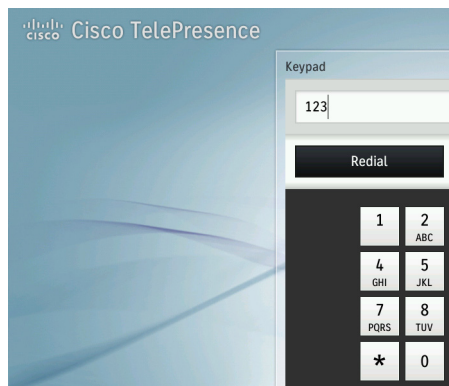 cisco Cisco TelePresence
Keypad
123
Redial
1 2
ABC
4 5
GHI JKL
7 8
PQRS TUV
* 0